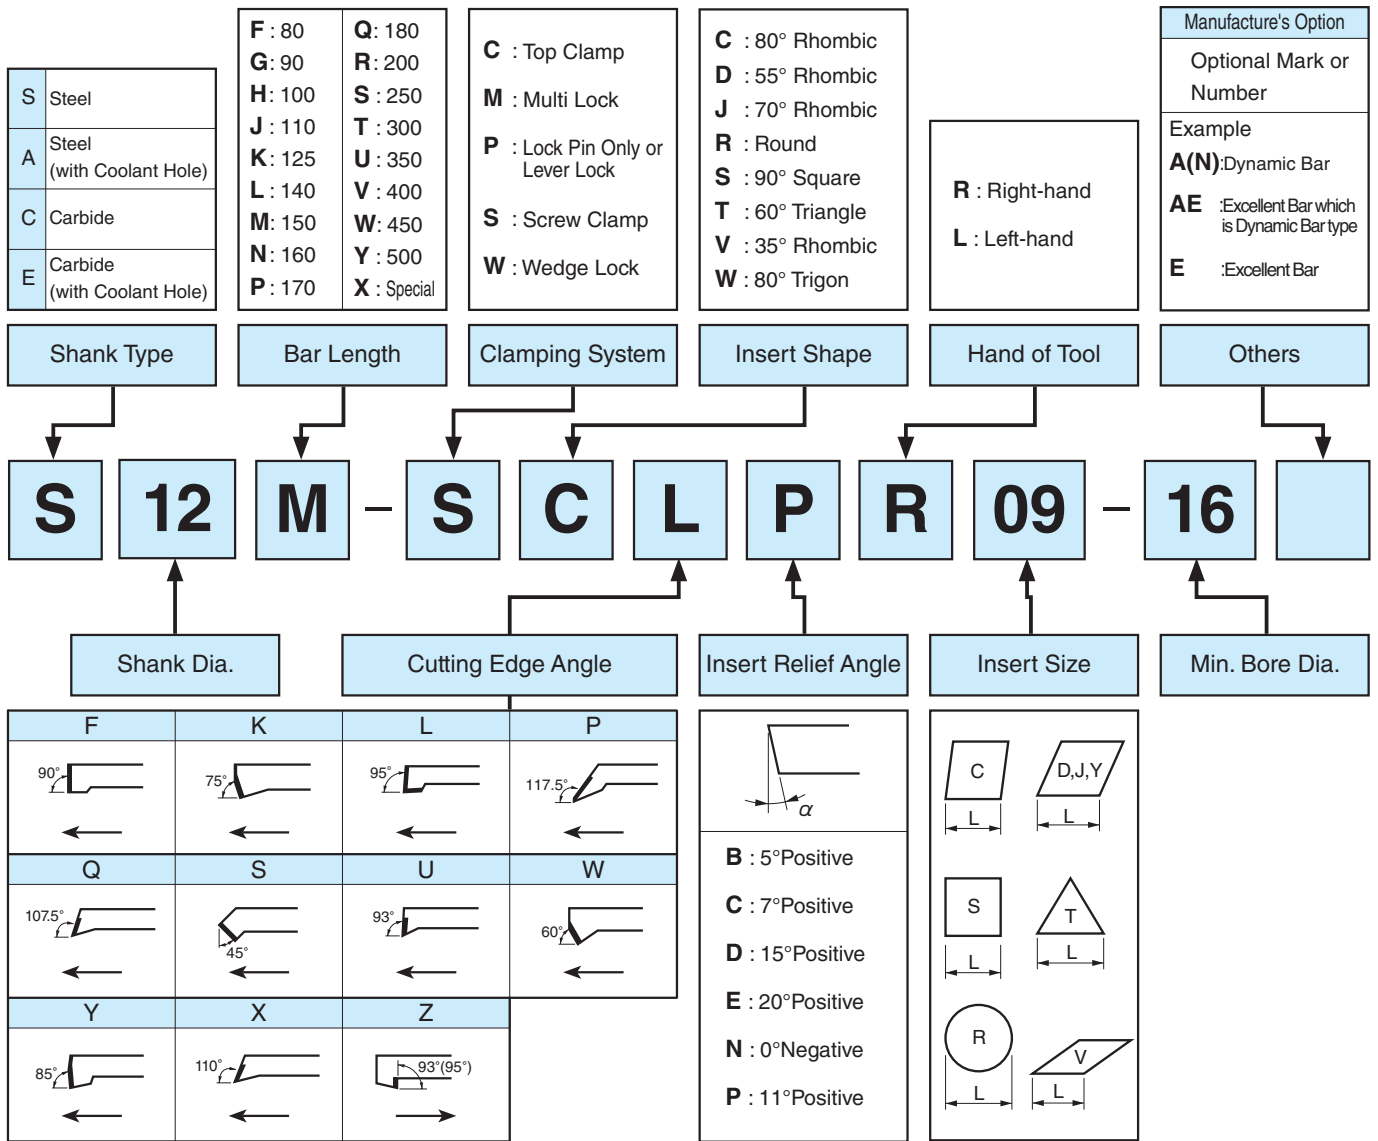 S Steel
A Steel
(with Coolant Hole)
C Carbide
E Carbide
(with Coolant Hole)
Shank Type
F : 80
G : 90
H : 100
J : 110
K : 125
L : 140
M : 150
N : 160
P : 170
Q : 180
R : 200
S : 250
T : 300
U : 350
V : 400
W : 450
Y : 500
X : Special
Bar Length
C : Top Clamp
M : Multi Lock
P : Lock Pin Only or
Lever Lock
S : Screw Clamp
W : Wedge Lock
Clamping System
C : 80° Rhombic
D : 55° Rhombic
J : 70° Rhombic
R : Round
S : 90° Square
T : 60° Triangle
V : 35° Rhombic
W : 80° Trigon
Insert Shape
R : Right-hand
L : Left-hand
Hand of Tool
Manufacture's Option
Optional Mark or
Number
Example
A(N):Dynamic Bar
AE :Excellent Bar which
is Dynamic Bar type
E :Excellent Bar
Others
S 12 M – S C L P R 09 – 16
Shank Dia.
Cutting Edge Angle
Insert Relief Angle
Insert Size
Min. Bore Dia.
F K L P
90° 75° 95° 117.5°
Q S U W
107.5° 45° 93° 60°
Y X Z
85° 110° 93°(95°)
α
B : 5°Positive
C : 7°Positive
D : 15°Positive
E : 20°Positive
N : 0°Negative
P : 11°Positive
C D,J,Y
L L
S T
L L
R V
L L